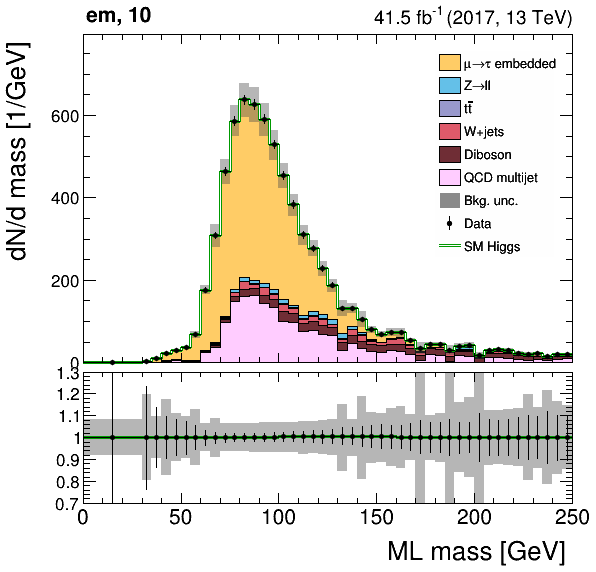 em, 10
41.5 fb⁻¹ (2017, 13 TeV)
dN/d mass [1/GeV]
600
400
200
0
μ→τ embedded
Z→ll
tt̅
W+jets
Diboson
QCD multijet
Bkg. unc.
Data
SM Higgs
1.3
1.2
1.1
1
0.9
0.8
0.7
0 50 100 150 200 250
ML mass [GeV]